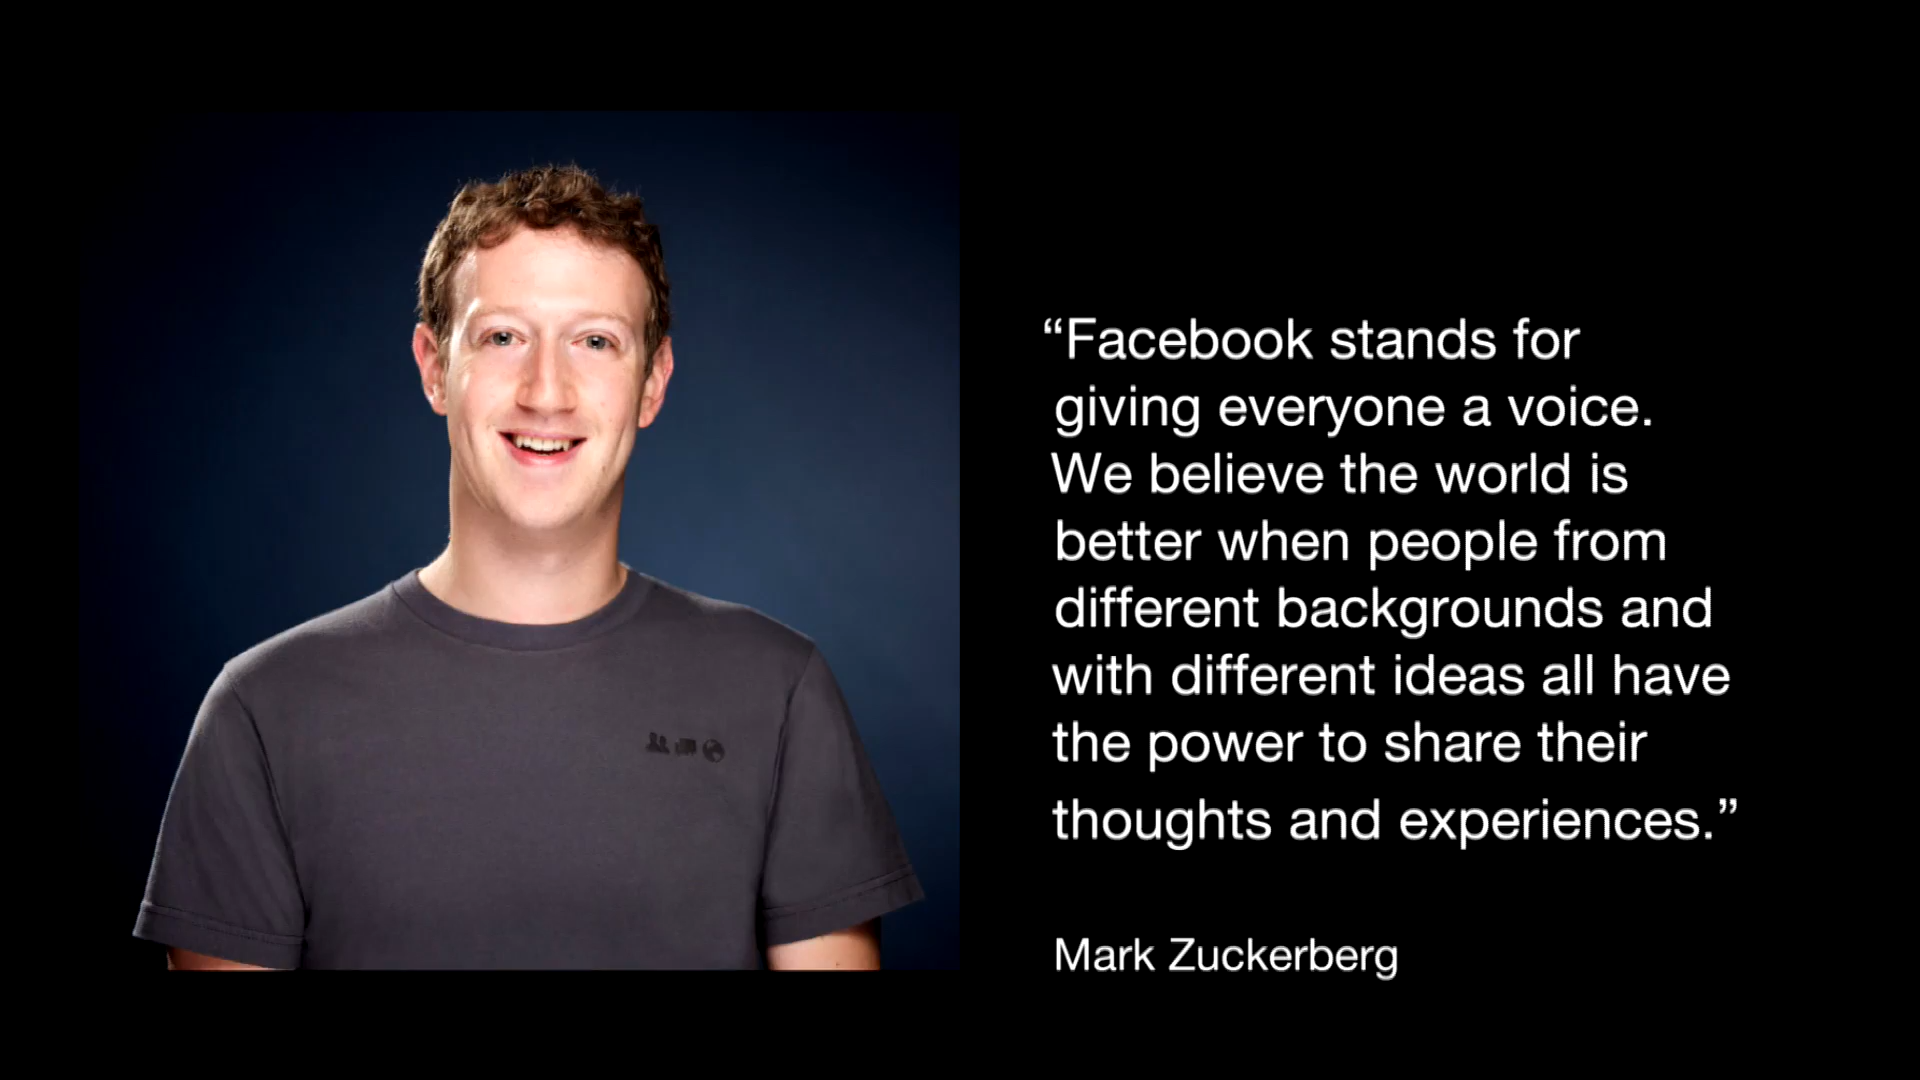 “Facebook stands for
giving everyone a voice.
We believe the world is
better when people from
different backgrounds and
with different ideas all have
the power to share their
thoughts and experiences.”
Mark Zuckerberg